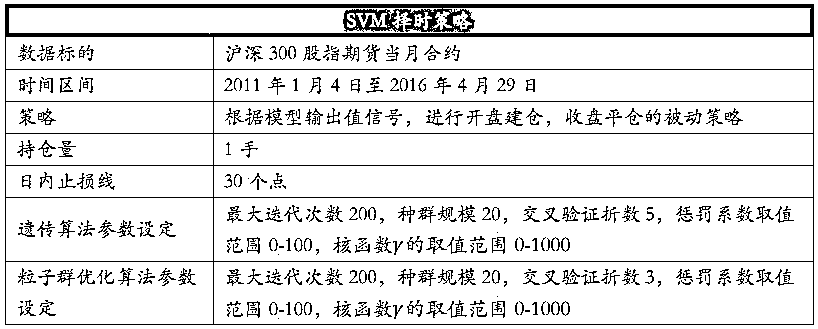 SVM 择时策略
数据标的 沪深 300 股指期货当月合约
时间区间 2011 年 1 月 4 日至 2016 年 4 月 29 日
策略 根据模型输出值信号，进行开盘建仓，收盘平仓的被动策略
持仓量 1 手
日内止损线 30 个点
遗传算法参数设定 最大迭代次数 200，种群规模 20，交叉验证折数 5，惩罚系数取值
范围 0-100，核函数γ的取值范围 0-1000
粒子群优化算法参数 最大迭代次数 200，种群规模 20，交叉验证折数 3，惩罚系数取值
设定 范围 0-100，核函数γ的取值范围 0-1000